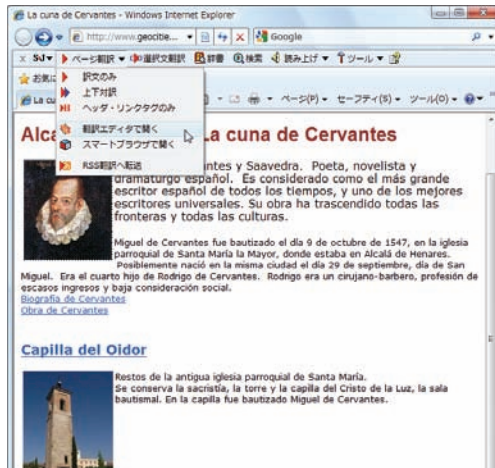 La cuna de Cervantes - Windows Internet Explorer
http://www.geocitie...
Google
x SJ ページ翻訳 選択文翻訳 辞書 検索 読み上げ ツール
訳文のみ
上下対訳
ヘッダ・リンクタグのみ
翻訳エディタで開く
スマートブラウザで開く
RSS翻訳へ転送
お気に
La cu
ページ(P) セーフティ(S) ツール(O)
Alca
La cuna de Cervantes
ntes y Saavedra. Poeta, novelista y
dramaturgo español. Es considerado como el más grande
escritor español de todos los tiempos, y uno de los mejores
escritores universales. Su obra ha trascendido todas las
fronteras y todas las culturas.
Miguel de Cervantes fue bautizado el día 9 de octubre de 1547, en la iglesia
parroquial de Santa María la Mayor, donde estaba en Alcalá de Henares.
Posiblemente nació en la misma ciudad el día 29 de septiembre, día de San
Miguel. Era el cuarto hijo de Rodrigo de Cervantes. Rodrigo era un cirujano-barbero, profesión de
escasos ingresos y baja consideración social.
Biografía de Cervantes
Obra de Cervantes
Capilla del Oidor
Restos de la antigua iglesia parroquial de Santa María.
Se conserva la sacristía, la torre y la capilla del Cristo de la Luz, la sala
bautismal. En la capilla fue bautizado Miguel de Cervantes.